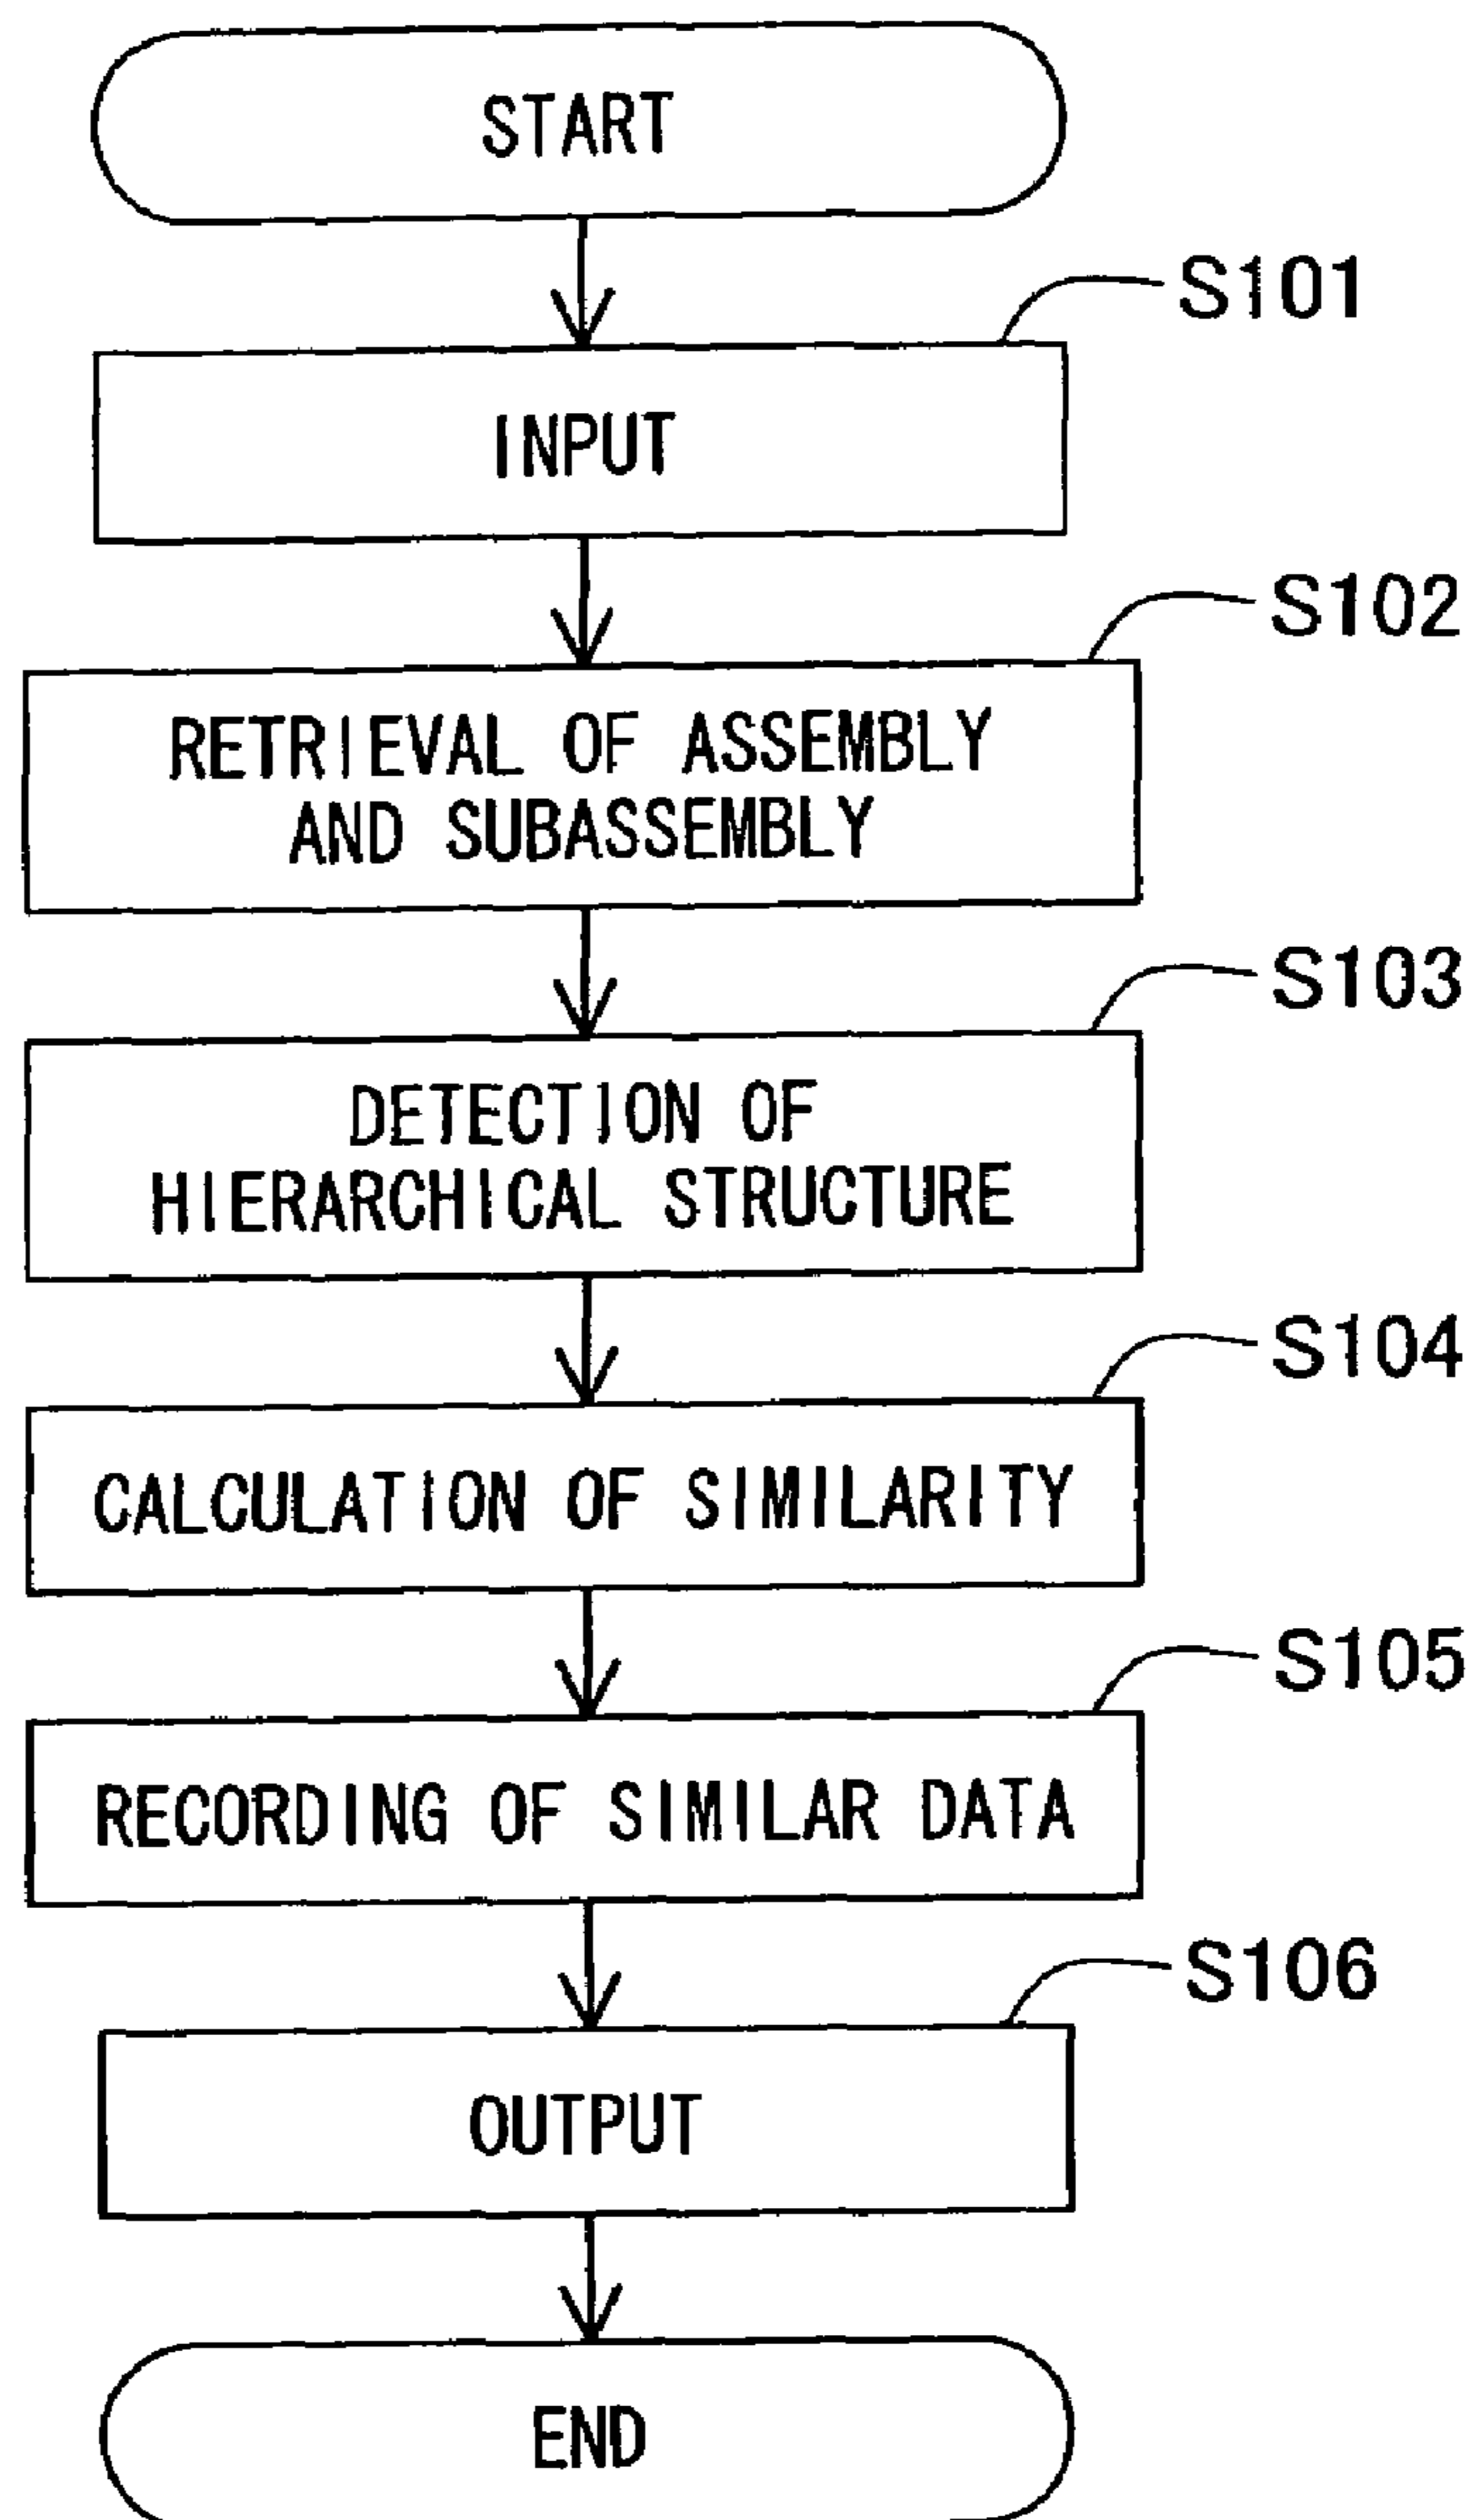 START
S101
INPUT
S102
RETRIEVAL OF ASSEMBLY
AND SUBASSEMBLY
S103
DETECTION OF
HIERARCHICAL STRUCTURE
S104
CALCULATION OF SIMILARITY
S105
RECORDING OF SIMILAR DATA
S106
OUTPUT
END